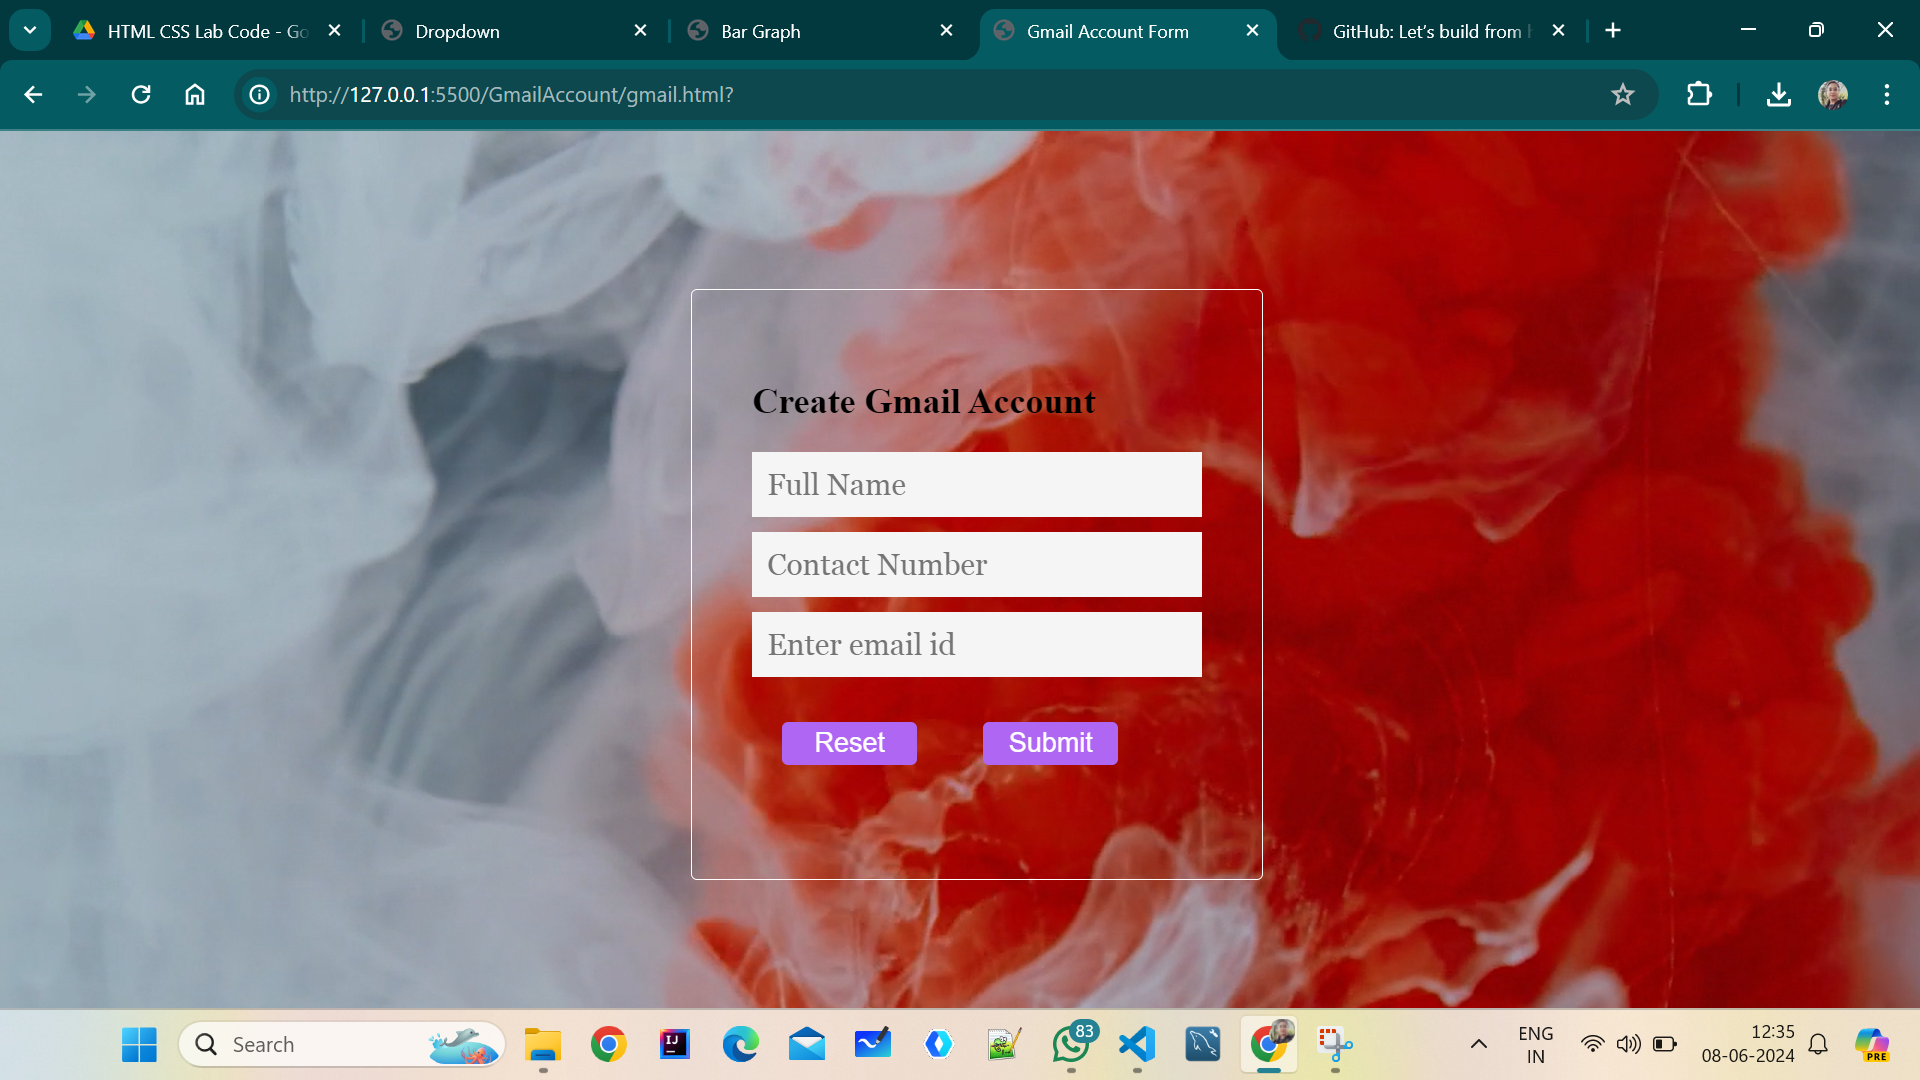 HTML CSS Lab Code - Go
Dropdown
Bar Graph
Gmail Account Form
GitHub: Let's build from h
http://127.0.0.1:5500/GmailAccount/gmail.html?
Create Gmail Account
Full Name
Contact Number
Enter email id
Reset Submit
Search
IJ
83
ENG
IN
12:35
08-06-2024
PRE